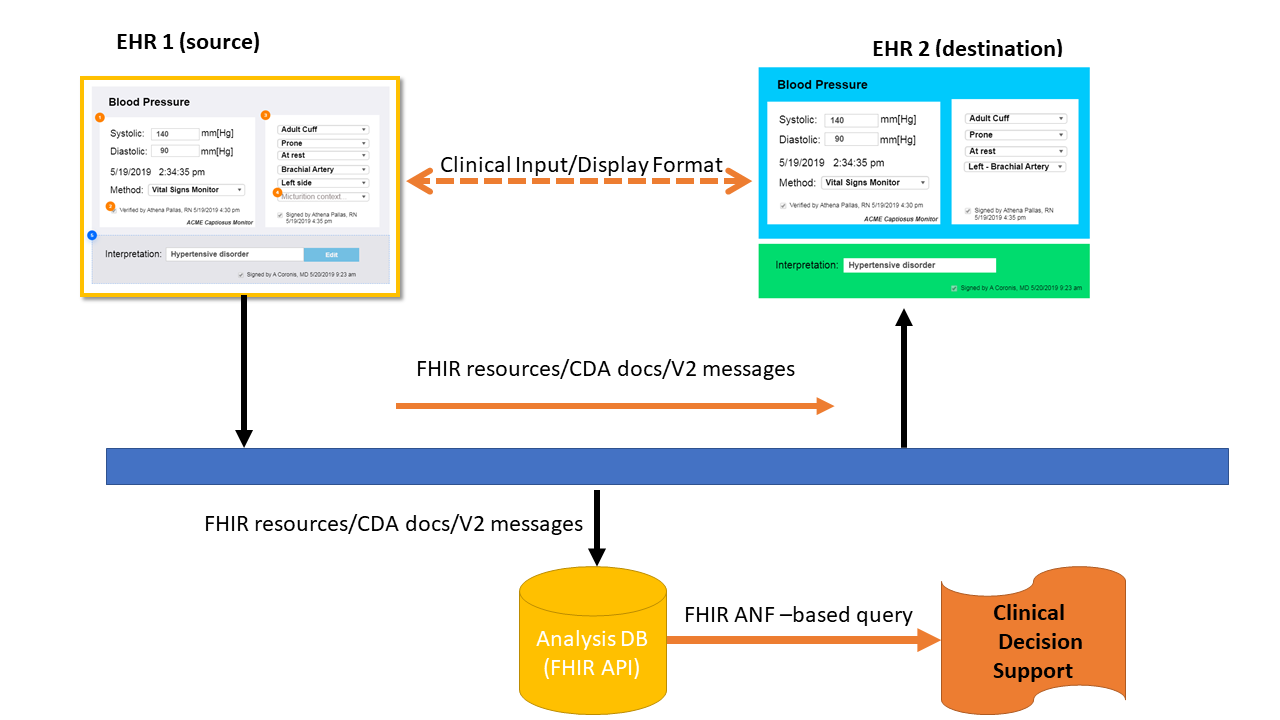 EHR 1 (source)
Blood Pressure
1
Systolic: 140 mm[Hg]
Diastolic: 90 mm[Hg]
5/19/2019 2:34:35 pm
Method: Vital Signs Monitor
2
Verified by Athena Pallas, RN 5/19/2019 4:30 pm
ACME Captiosus Monitor
3
Adult Cuff
Prone
At rest
Brachial Artery
Left side
4
Micturition context...
Signed by Athena Pallas, RN
5/19/2019 4:35 pm
5
Interpretation: Hypertensive disorder Edit
Signed by A Coronis, MD 5/20/2019 9:23 am
Clinical Input/Display Format
EHR 2 (destination)
Blood Pressure
Systolic: 140 mm[Hg]
Diastolic: 90 mm[Hg]
5/19/2019 2:34:35 pm
Method: Vital Signs Monitor
Verified by Athena Pallas, RN 5/19/2019 4:30 pm
ACME Captiosus Monitor
Adult Cuff
Prone
At rest
Left - Brachial Artery
Signed by Athena Pallas, RN
5/19/2019 4:35 pm
Interpretation: Hypertensive disorder
Signed by A Coronis, MD 5/20/2019 9:23 am
FHIR resources/CDA docs/V2 messages
FHIR resources/CDA docs/V2 messages
Analysis DB
(FHIR API)
FHIR ANF –based query
Clinical
Decision
Support